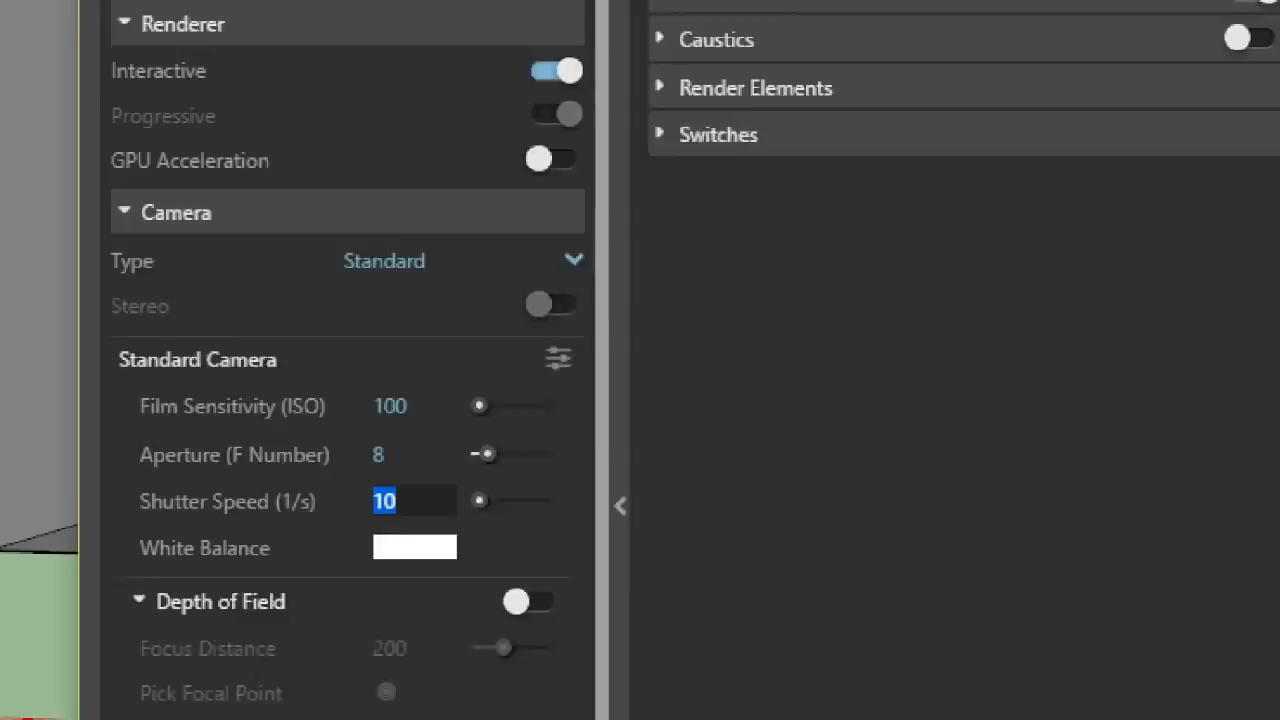 Renderer
Interactive
Progressive
GPU Acceleration
Camera
Type Standard
Stereo
Standard Camera
Film Sensitivity (ISO) 100
Aperture (F Number) 8
Shutter Speed (1/s) 10
White Balance
Depth of Field
Focus Distance 200
Pick Focal Point
Caustics
Render Elements
Switches